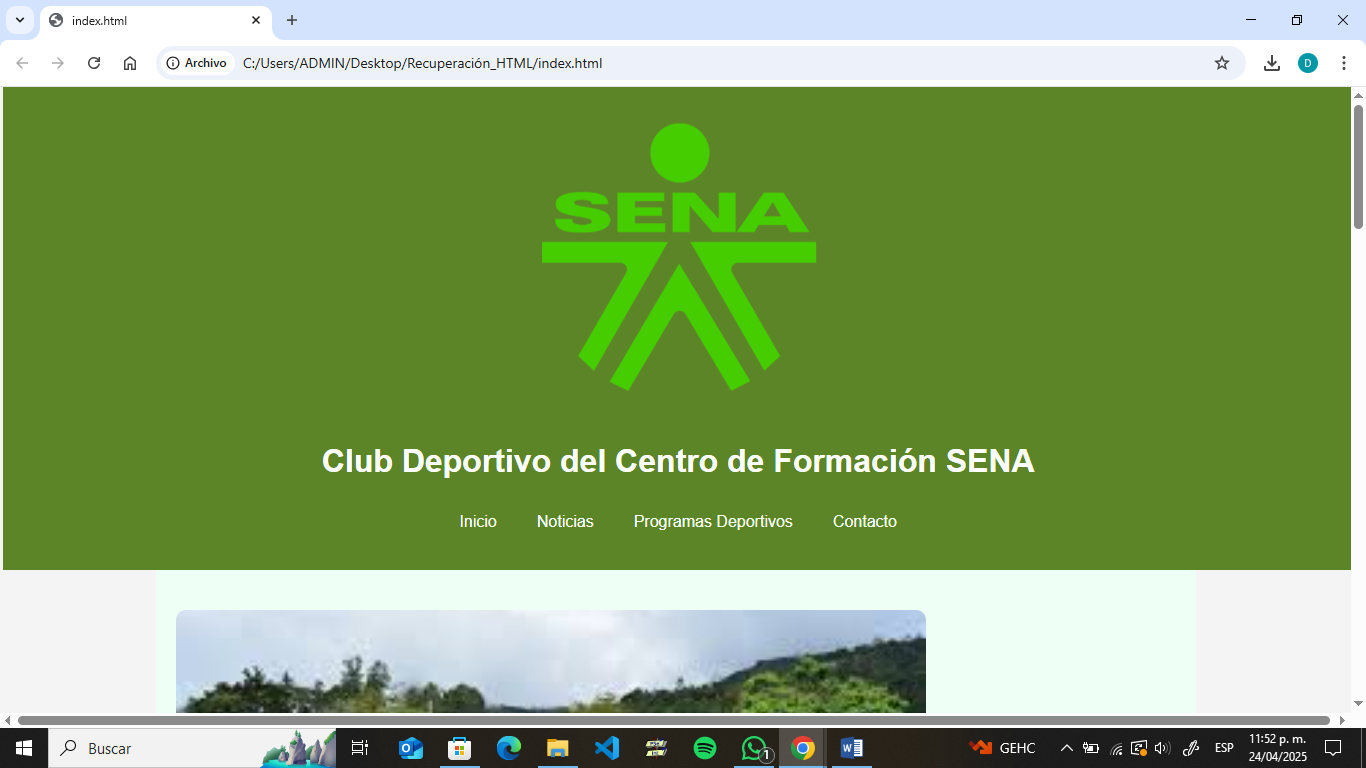 index.html
Archivo
C:/Users/ADMIN/Desktop/Recuperación_HTML/index.html
D
SENA
Club Deportivo del Centro de Formación SENA
Inicio Noticias Programas Deportivos Contacto
Buscar
1
GEHC
ESP
11:52 p. m.
24/04/2025